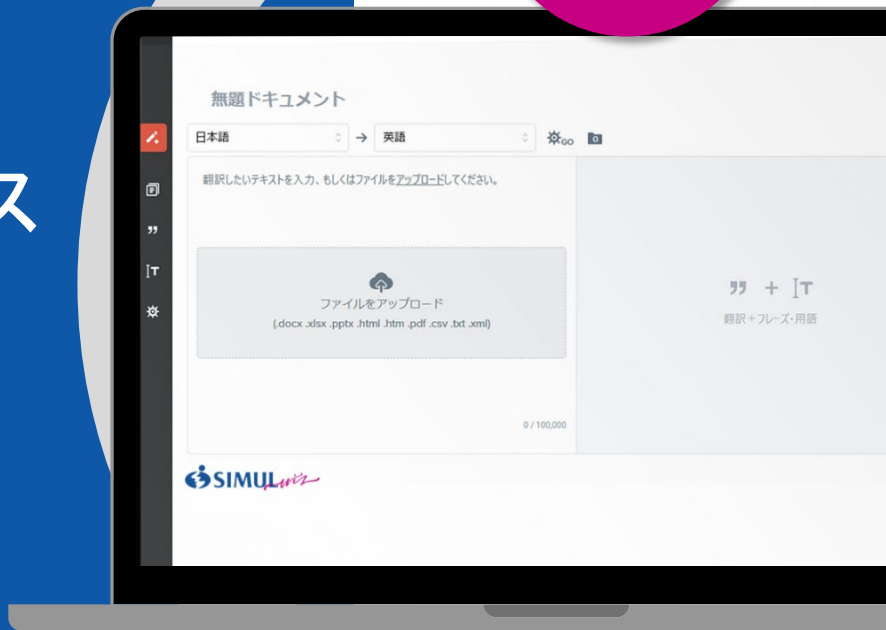 ス
無題ドキュメント
日本語 → 英語 GO
翻訳したいテキストを入力、もしくはファイルをアップロードしてください。
ファイルをアップロード
(.docx .xlsx .pptx .html .htm .pdf .csv .txt .xml)
翻訳+フレーズ・用語
0 / 100,000
SIMULwiz